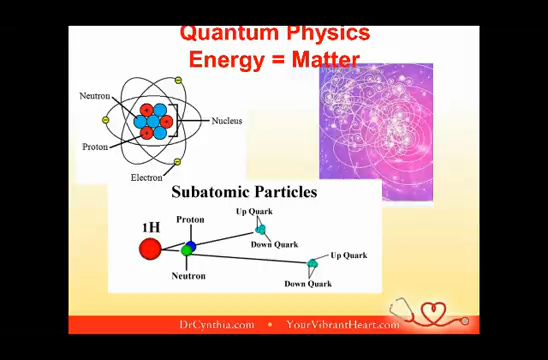 Quantum Physics
Energy = Matter
Neutron
Nucleus
Proton
Electron
Subatomic Particles
1H
Proton
Neutron
Up Quark
Down Quark
Up Quark
Down Quark
DrCynthia.com • YourVibrantHeart.com